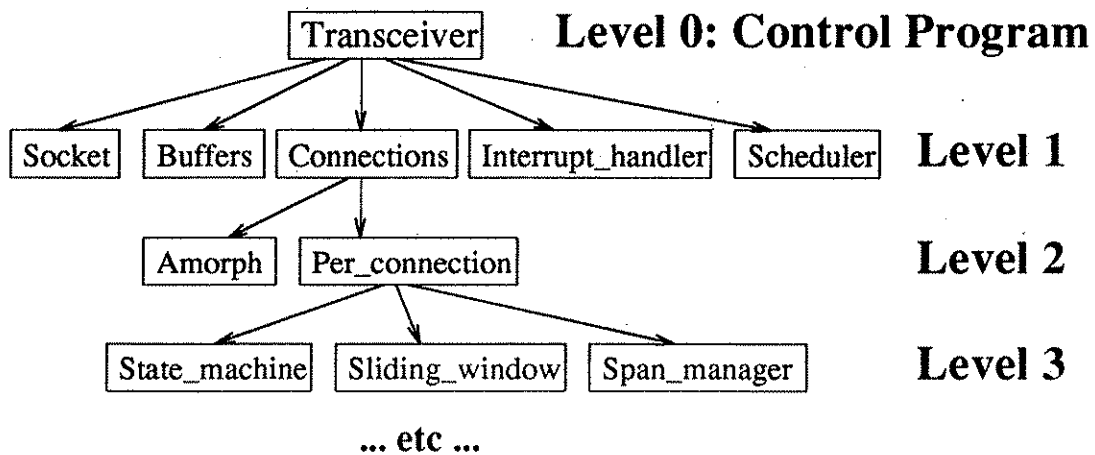 Transceiver Level 0: Control Program
Socket Buffers Connections Interrupt_handler Scheduler Level 1
Amorph Per_connection Level 2
State_machine Sliding_window Span_manager Level 3
... etc ...